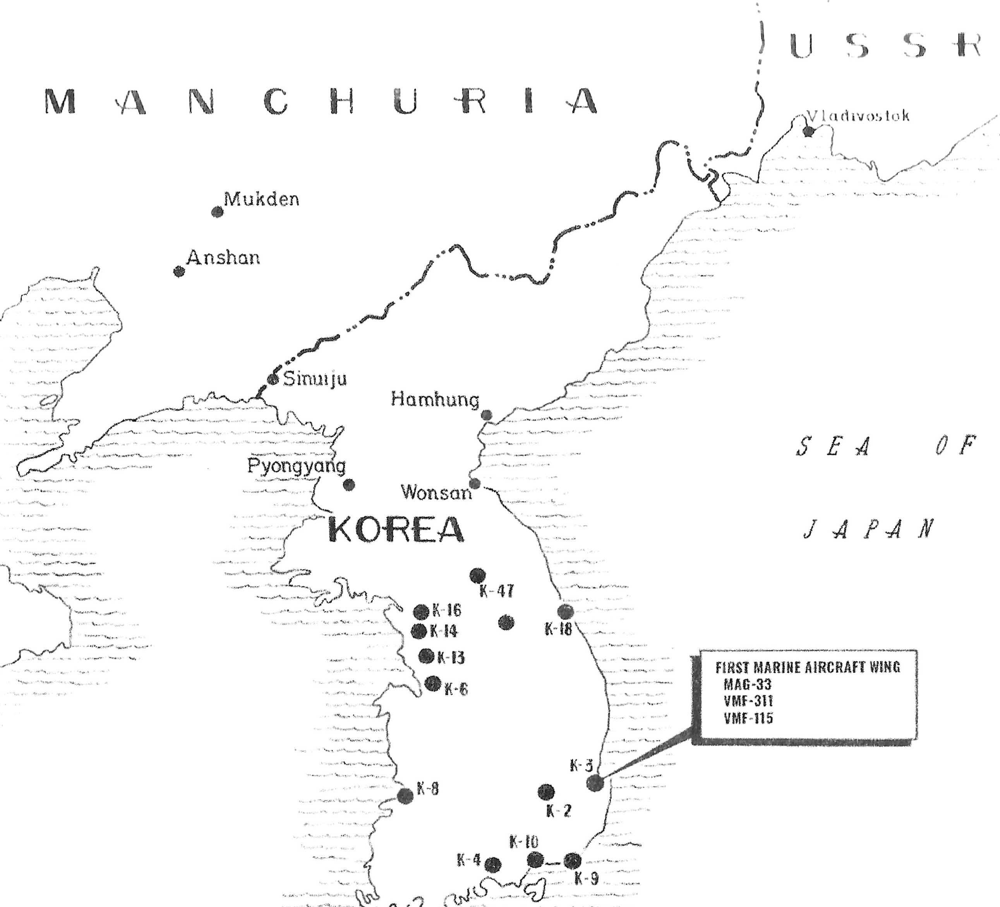 USSR
MANCHURIA
Vladivostok
Mukden
Anshan
Sinuiju
Hamhung
SEA OF
JAPAN
Pyongyang
Wonsan
KOREA
K-47
K-16
K-14
K-18
K-13
K-6
FIRST MARINE AIRCRAFT WING
MAG-33
VMF-311
VMF-115
K-3
K-8
K-2
K-10
K-4
K-9